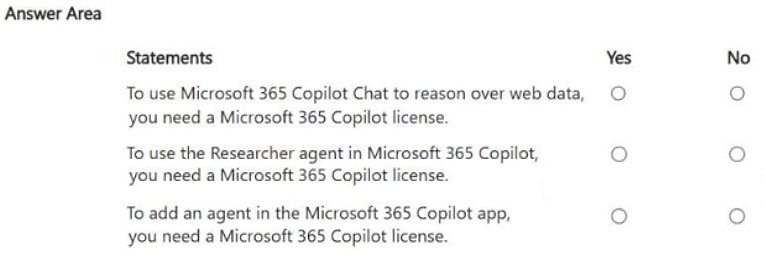 Answer Area
Statements Yes No
To use Microsoft 365 Copilot Chat to reason over web data,
you need a Microsoft 365 Copilot license.
To use the Researcher agent in Microsoft 365 Copilot,
you need a Microsoft 365 Copilot license.
To add an agent in the Microsoft 365 Copilot app,
you need a Microsoft 365 Copilot license.